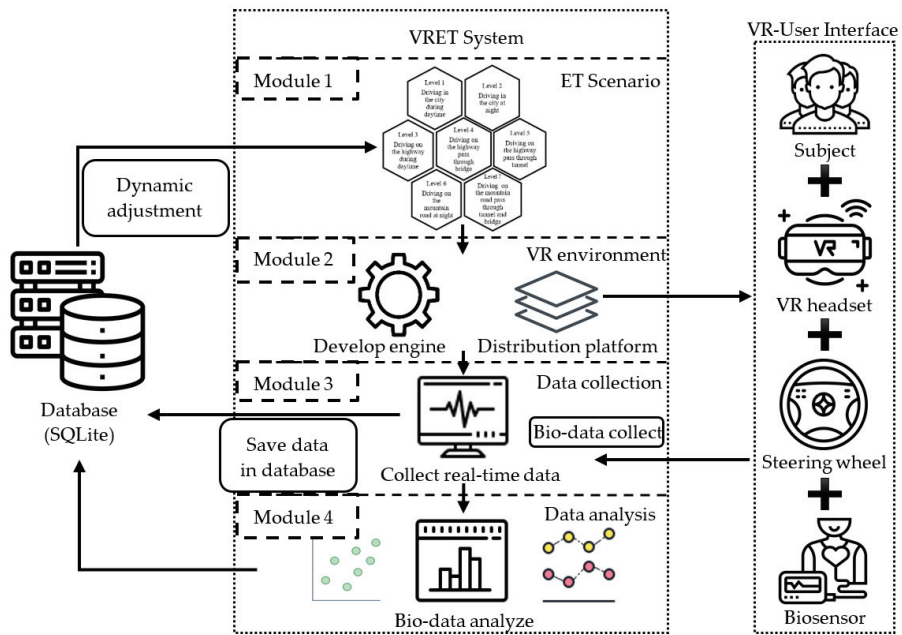 VRET System
VR-User Interface
Module 1
ET Scenario
Level 1
Driving in
the city
during
daytime
Level 2
Driving in
the city at
night
Level 3
Driving on
the highway
during
daytime
Level 4
Driving on
the highway
pass
through
bridge
Level 5
Driving on
the highway
pass through
tunnel
Level 6
Driving on
the
mountain
road at night
Level 7
Driving on
the mountain
road pass
through
tunnel and
bridge
Subject
Dynamic
adjustment
Module 2
VR environment
VR
VR headset
Develop engine
Distribution platform
Module 3
Data collection
Database
(SQLite)
Save data
in database
Bio-data collect
Collect real-time data
Steering wheel
Module 4
Data analysis
Bio-data analyze
Biosensor